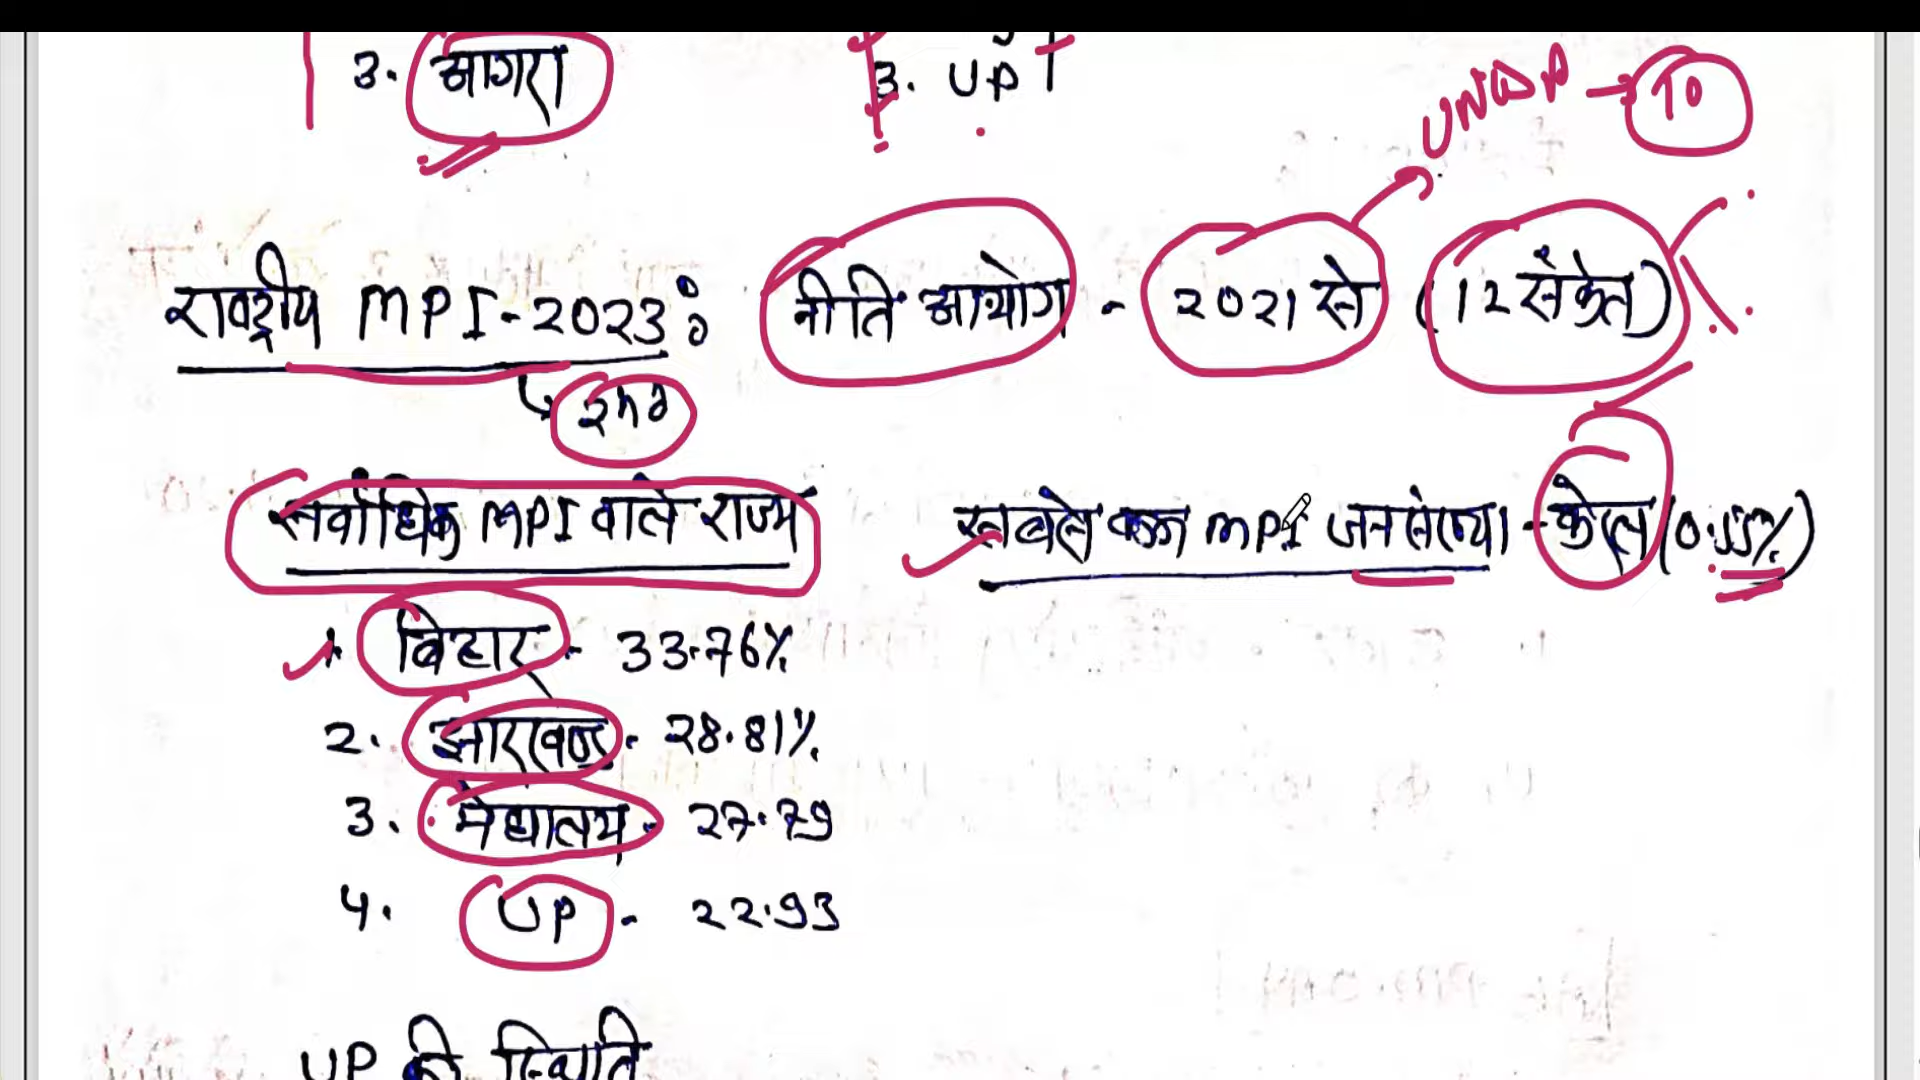 3. आगरा
3. UP
UNDP → 10
राष्ट्रीय MPI-2023: नीति आयोग - 2021 से (12 संकेत)
↳ 2nd
सर्वाधिक MPI वाले राज्य
सबसे कम MPI जनसंख्या - केरल (0.55%)
1. बिहार - 33.76%
2. झारखण्ड - 28.81%
3. मेघालय - 27.79
4. UP - 22.93
UP की स्थिति